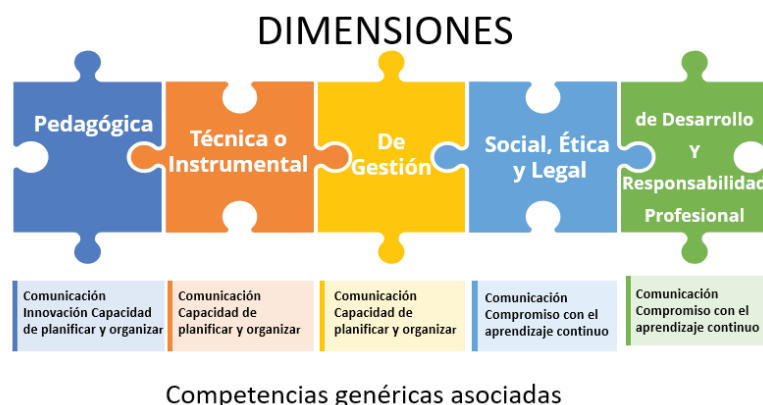 DIMENSIONES
Pedagógica
Técnica o
Instrumental
De
Gestión
Social, Ética
y Legal
de Desarrollo
Y
Responsabilidad
Profesional
Comunicación
Innovación Capacidad
de planificar y organizar
Comunicación
Capacidad de
planificar y organizar
Comunicación
Capacidad de
planificar y organizar
Comunicación
Compromiso con el
aprendizaje continuo
Comunicación
Compromiso con el
aprendizaje continuo
Competencias genéricas asociadas